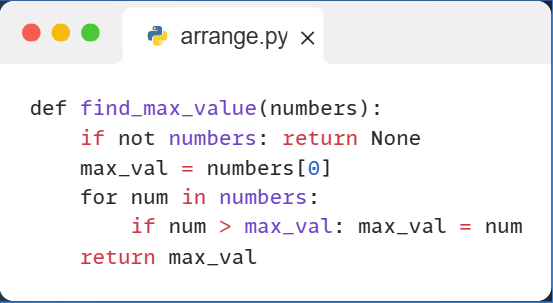 arrange.py ×
def find_max_value(numbers):
    if not numbers: return None
    max_val = numbers[0]
    for num in numbers:
        if num > max_val: max_val = num
    return max_val